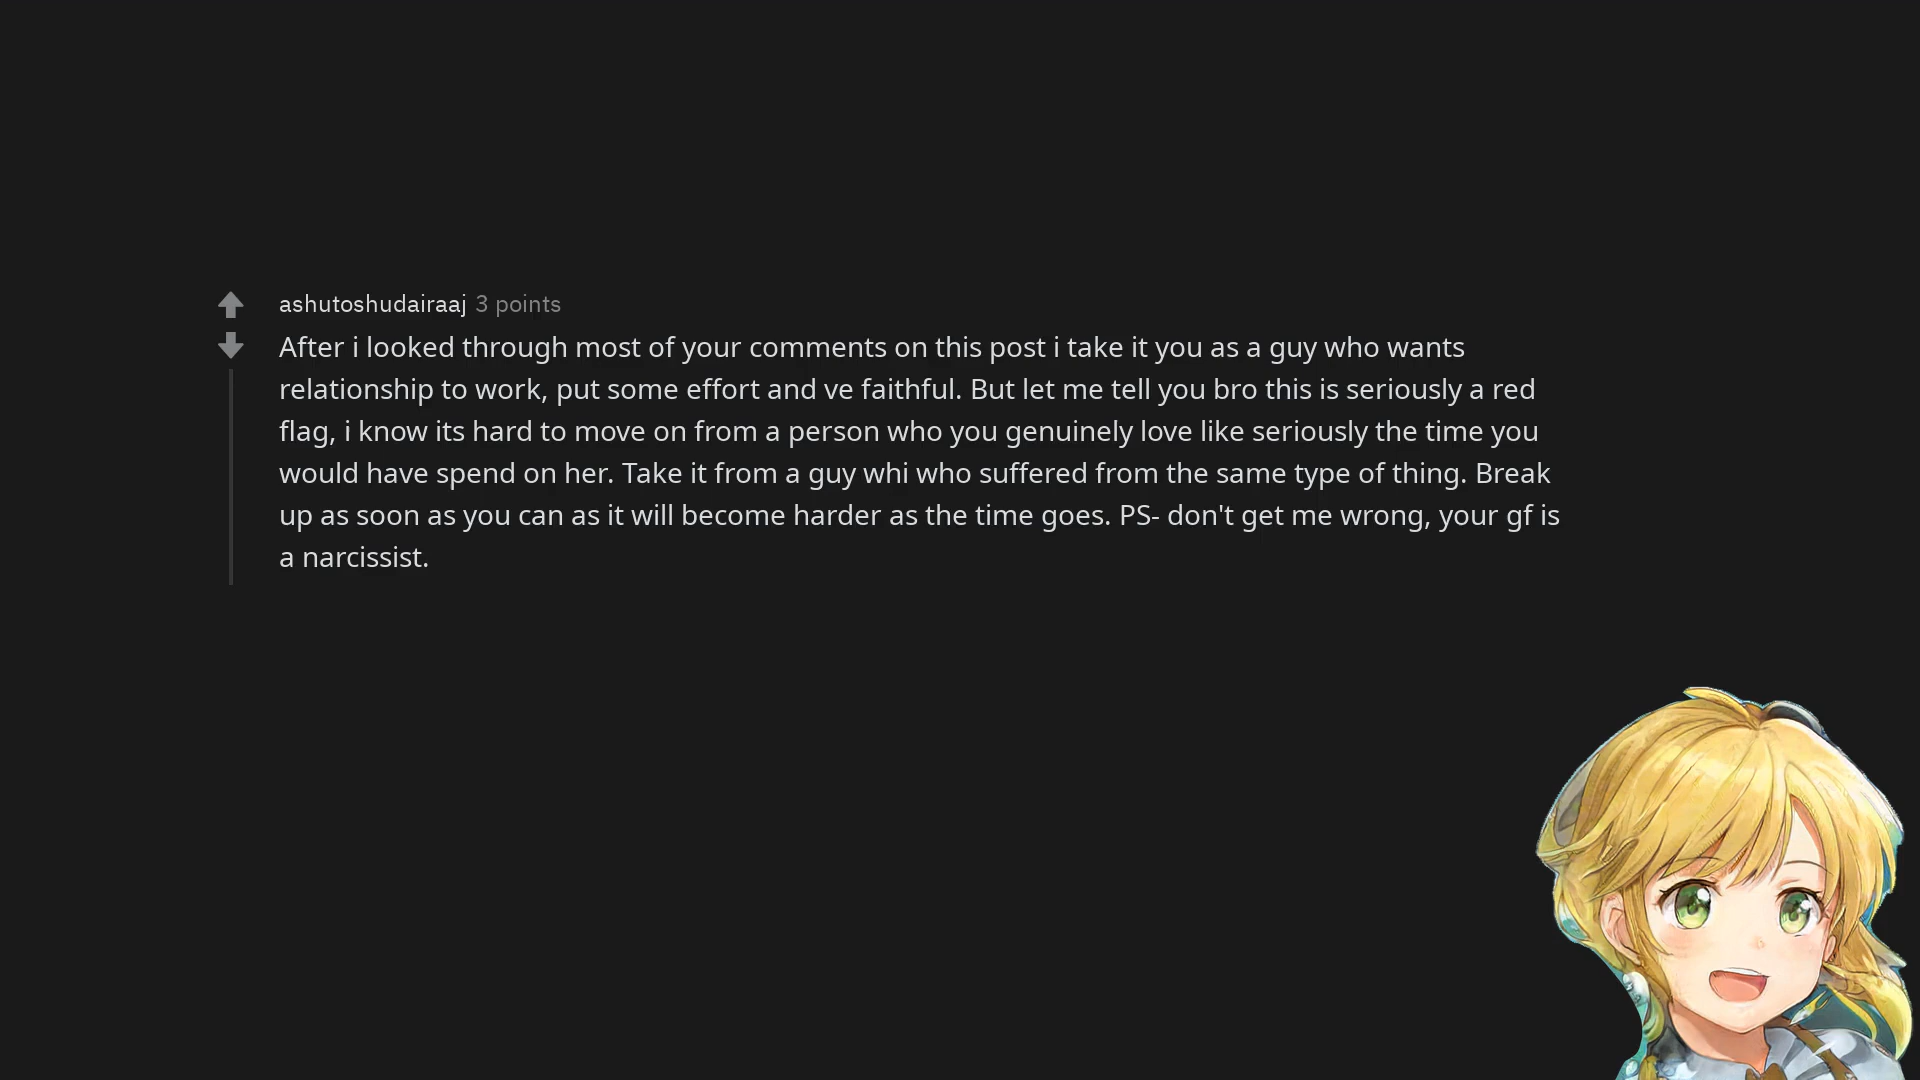 ashutoshudairaaj 3 points
After i looked through most of your comments on this post i take it you as a guy who wants
relationship to work, put some effort and ve faithful. But let me tell you bro this is seriously a red
flag, i know its hard to move on from a person who you genuinely love like seriously the time you
would have spend on her. Take it from a guy whi who suffered from the same type of thing. Break
up as soon as you can as it will become harder as the time goes. PS- don't get me wrong, your gf is
a narcissist.